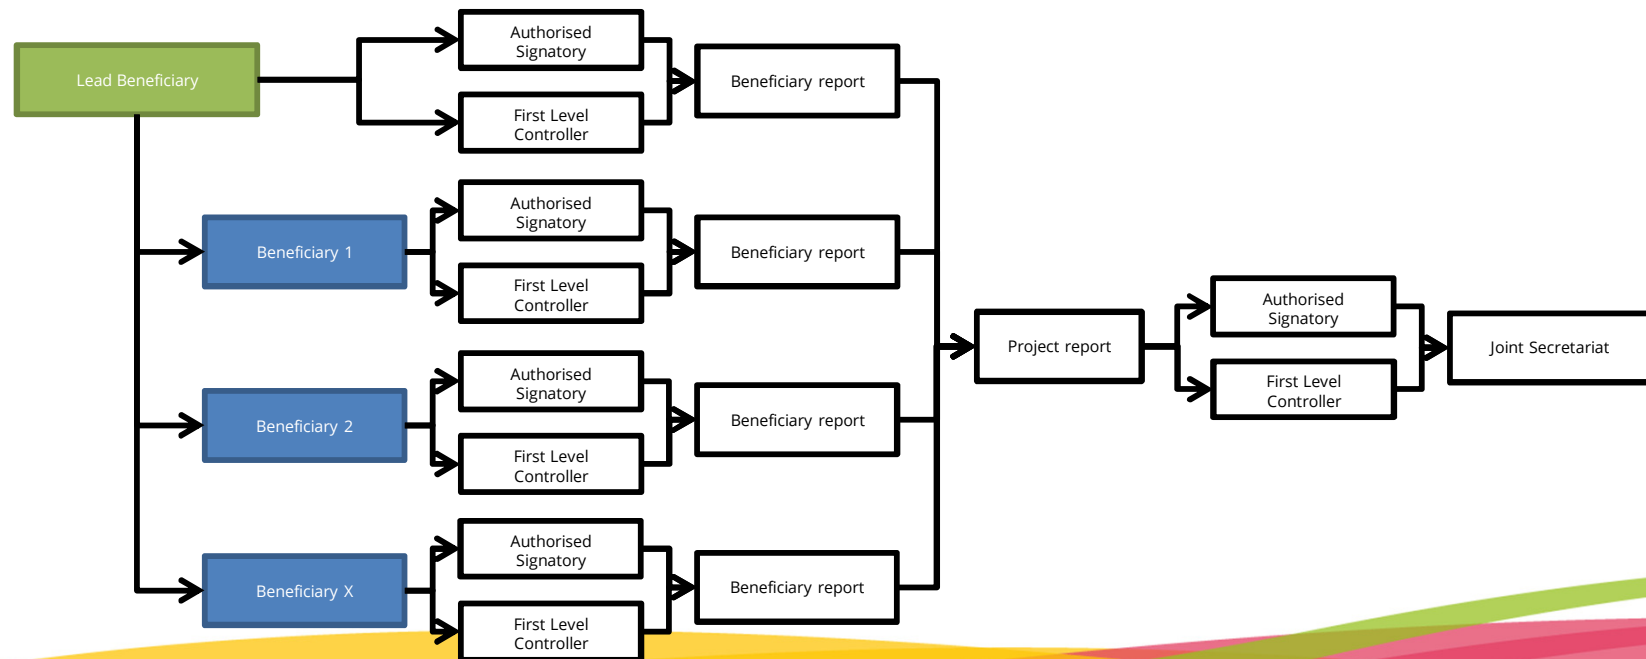 Lead Beneficiary
Authorised
Signatory
First Level
Controller
Beneficiary report
Beneficiary 1
Authorised
Signatory
First Level
Controller
Beneficiary report
Beneficiary 2
Authorised
Signatory
First Level
Controller
Beneficiary report
Beneficiary X
Authorised
Signatory
First Level
Controller
Beneficiary report
Project report
Authorised
Signatory
First Level
Controller
Joint Secretariat